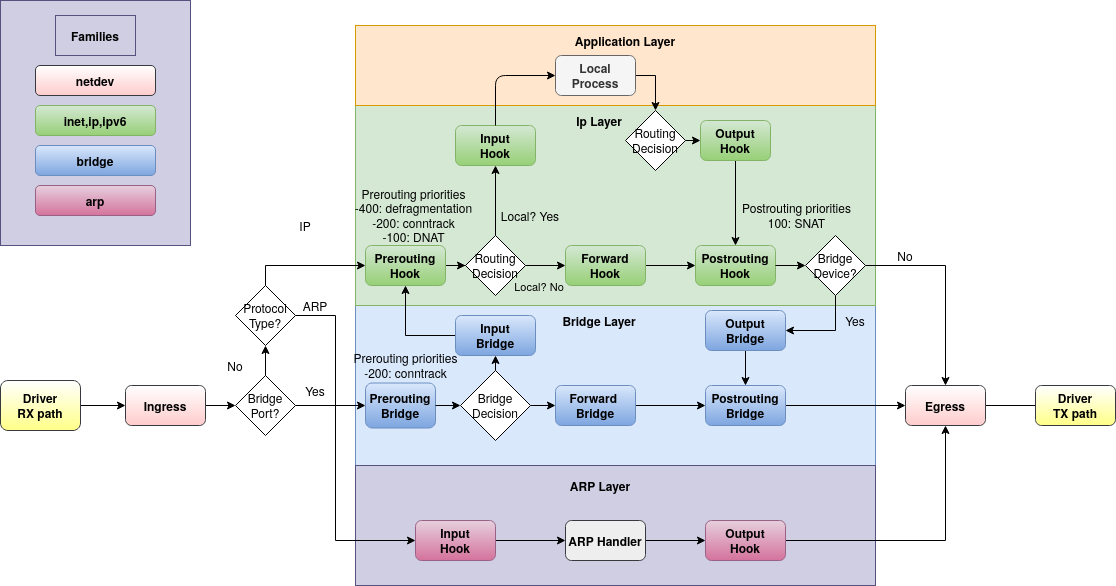 Families
netdev
inet,ip,ipv6
bridge
arp
Application Layer
Local
Process
Ip Layer
Routing
Decision
Output
Hook
Input
Hook
Prerouting priorities
-400: defragmentation
-200: conntrack
-100: DNAT
Local? Yes
Postrouting priorities
100: SNAT
IP
Prerouting
Hook
Routing
Decision
Local? No
Forward
Hook
Postrouting
Hook
Bridge
Device?
No
Yes
Protocol
Type?
ARP
Bridge Layer
Input
Bridge
Output
Bridge
Prerouting priorities
-200: conntrack
No
Yes
Driver
RX path
Ingress
Bridge
Port?
Prerouting
Bridge
Bridge
Decision
Forward
Bridge
Postrouting
Bridge
Egress
Driver
TX path
ARP Layer
Input
Hook
ARP Handler
Output
Hook